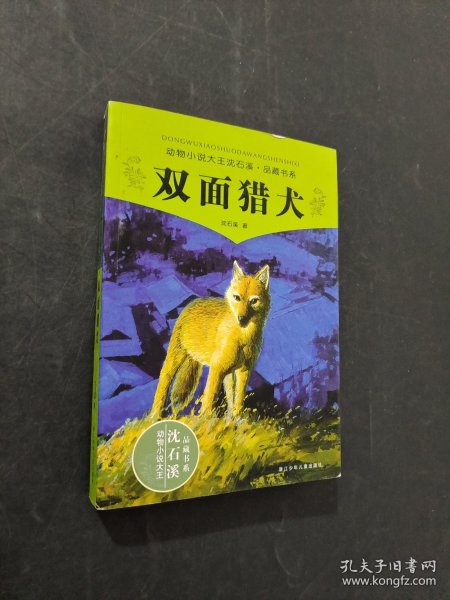 DONGWUXIAOSHUODAWANGSHENSHIXI
动物小说大王沈石溪·品藏书系
双面猎犬
沈石溪 著
品藏书系
沈石溪
动物小说大王
浙江少年儿童出版社
孔夫子旧书网
www.kongfz.com